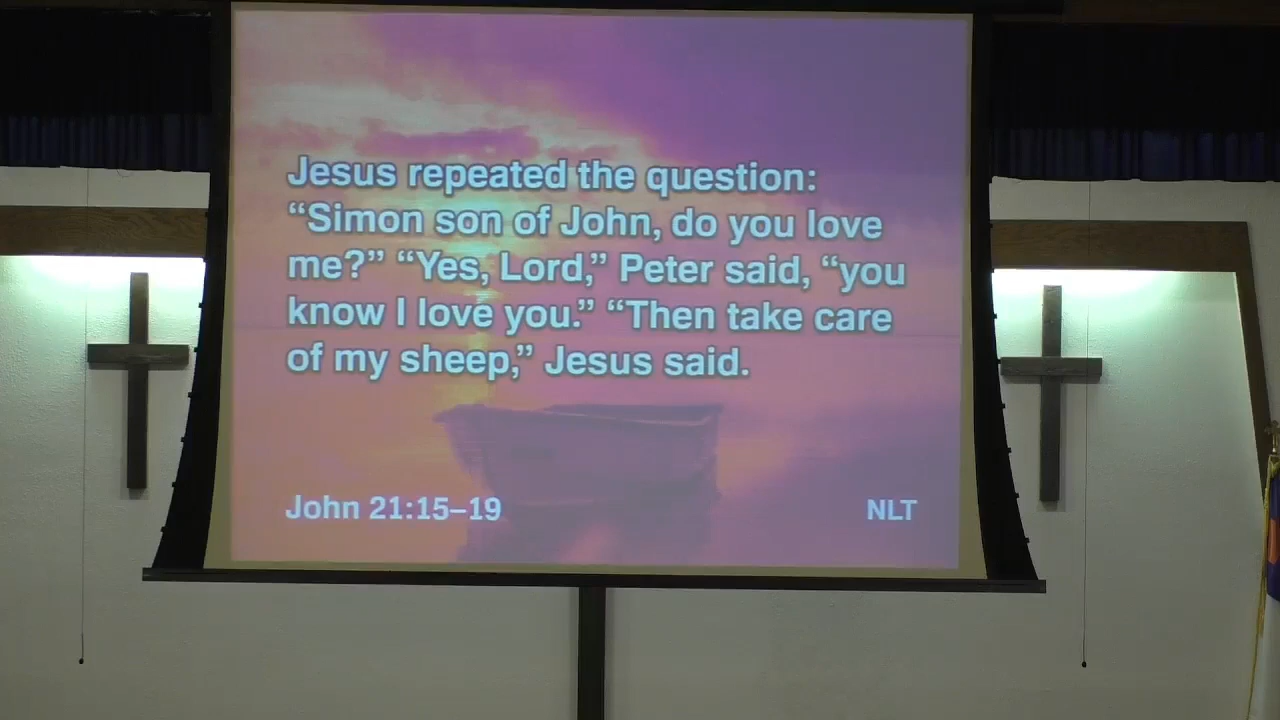 Jesus repeated the question:
“Simon son of John, do you love
me?” “Yes, Lord,” Peter said, “you
know I love you.” “Then take care
of my sheep,” Jesus said.
John 21:15–19
NLT